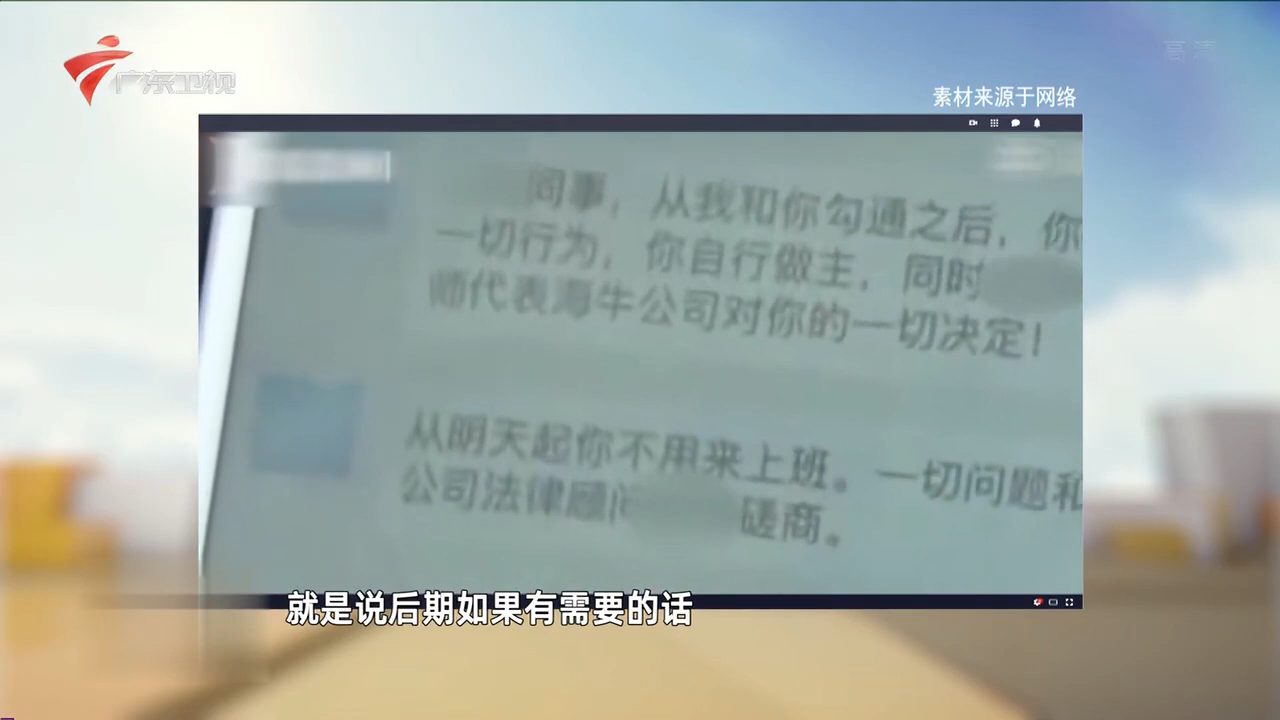 广东卫视
高清
素材来源于网络
同事，从我和你勾通之后，你
一切行为，你自行做主，同时
师代表海牛公司对你的一切决定！
从明天起你不用来上班。一切问题和
公司法律顾问
磋商。
就是说后期如果有需要的话